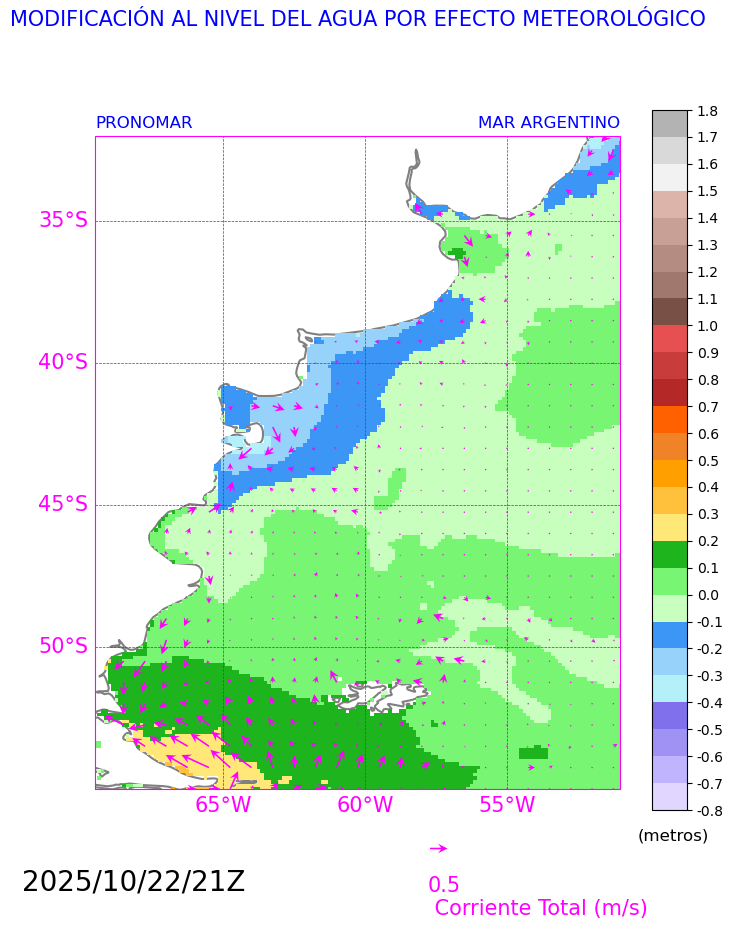 MODIFICACIÓN AL NIVEL DEL AGUA POR EFECTO METEOROLÓGICO
PRONOMAR MAR ARGENTINO
35°S
40°S
45°S
50°S
65°W 60°W 55°W
1.8
1.7
1.6
1.5
1.4
1.3
1.2
1.1
1.0
0.9
0.8
0.7
0.6
0.5
0.4
0.3
0.2
0.1
0.0
-0.1
-0.2
-0.3
-0.4
-0.5
-0.6
-0.7
-0.8
(metros)
2025/10/22/21Z
0.5
Corriente Total (m/s)